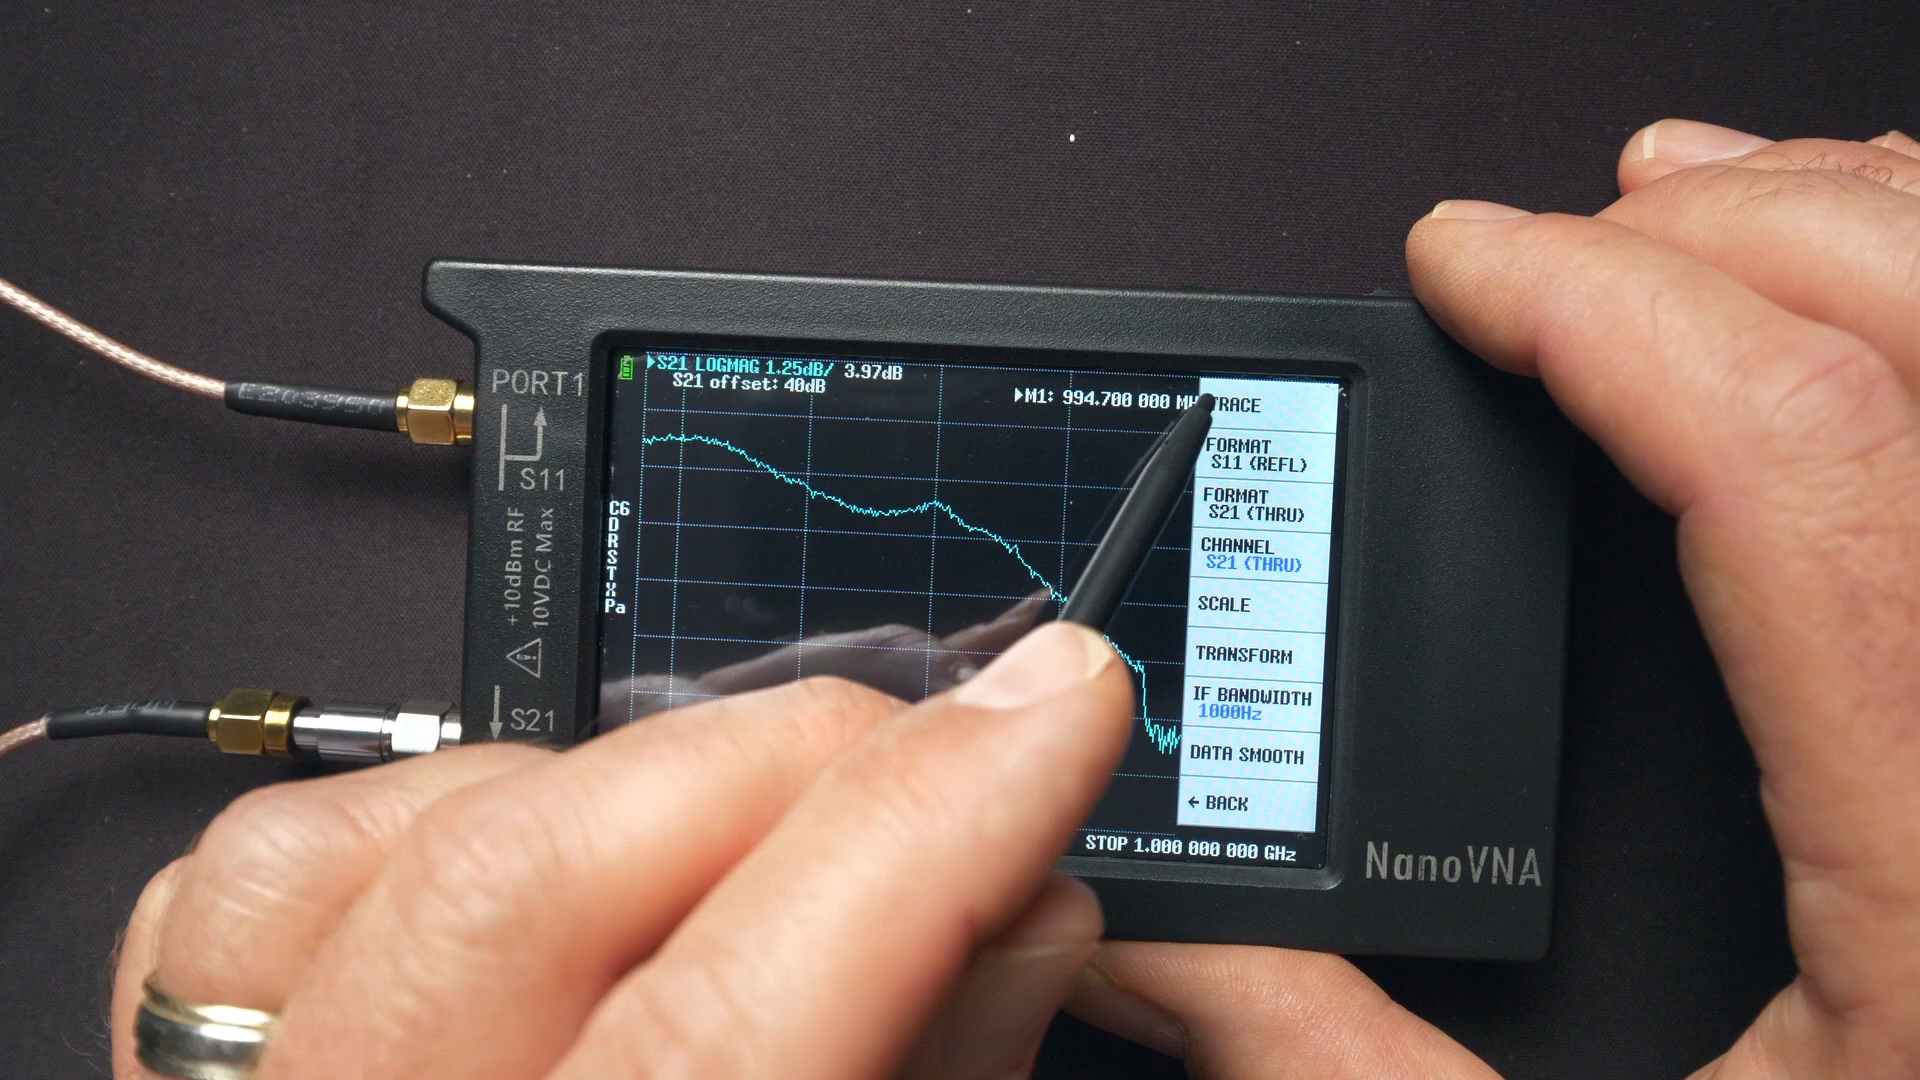 PORT1
S11
+10dBm RF
10VDC Max
S21
S21 LOGMAG 1.25dB/ 3.97dB
S21 offset: 40dB
M1: 994.700 000
C6
D
R
S
T
X
Pa
TRACE
FORMAT
S11 (REFL)
FORMAT
S21 (THRU)
CHANNEL
S21 (THRU)
SCALE
TRANSFORM
IF BANDWIDTH
1000Hz
DATA SMOOTH
← BACK
STOP 1.000 000 000 GHz
NanoVNA
E203950